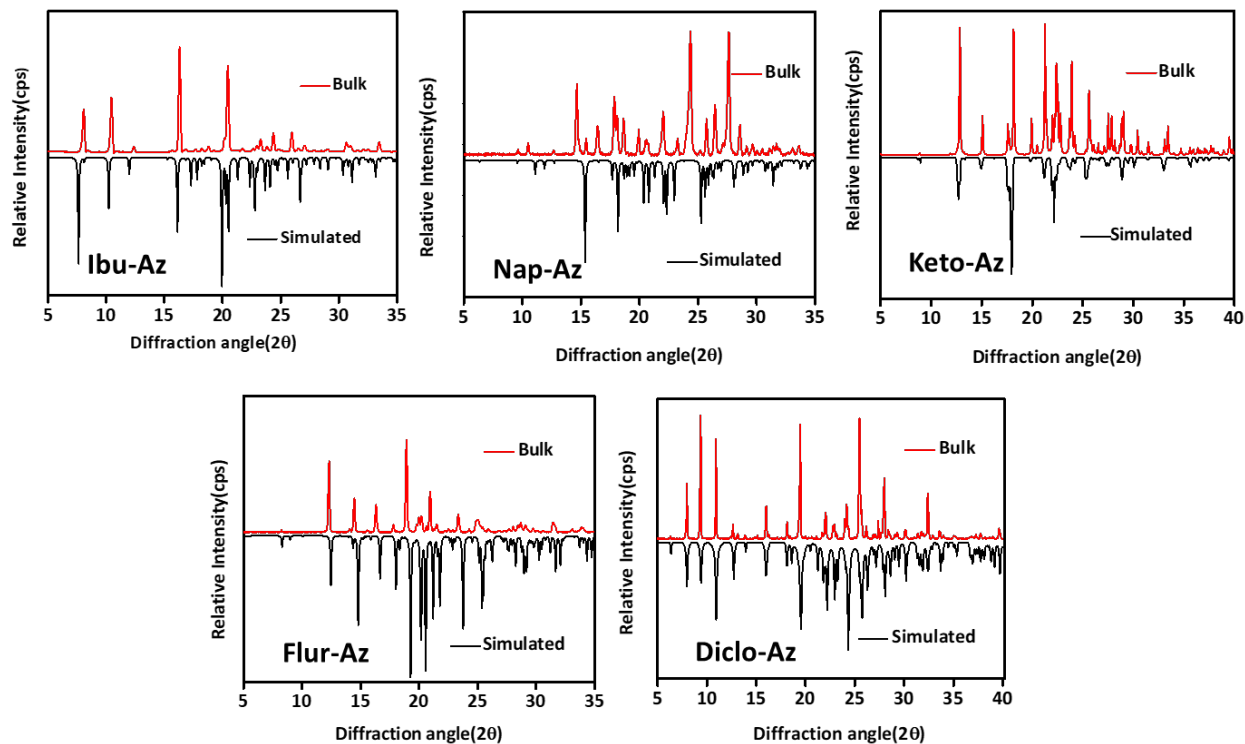 Relative Intensity(cps)
Bulk
Simulated
Ibu-Az
5 10 15 20 25 30 35
Diffraction angle(2θ)
Relative Intensity(cps)
Bulk
Simulated
Nap-Az
5 10 15 20 25 30 35
Diffraction angle(2θ)
Relative Intensity(cps)
Bulk
Simulated
Keto-Az
5 10 15 20 25 30 35 40
Diffraction angle(2θ)
Relative Intensity(cps)
Bulk
Simulated
Flur-Az
5 10 15 20 25 30 35
Diffraction angle(2θ)
Relative Intensity(cps)
Bulk
Simulated
Diclo-Az
5 10 15 20 25 30 35 40
Diffraction angle(2θ)